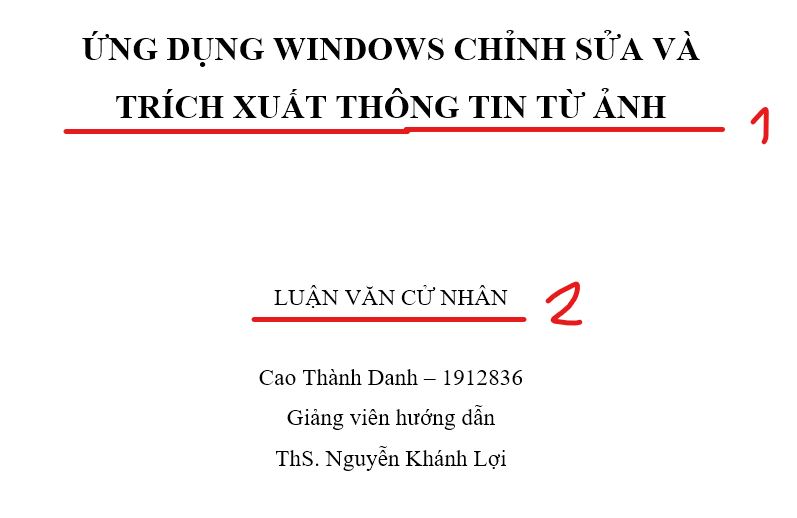 ỨNG DỤNG WINDOWS CHỈNH SỬA VÀ
TRÍCH XUẤT THÔNG TIN TỪ ẢNH
1
LUẬN VĂN CỬ NHÂN 2
Cao Thành Danh – 1912836
Giảng viên hướng dẫn
ThS. Nguyễn Khánh Lợi